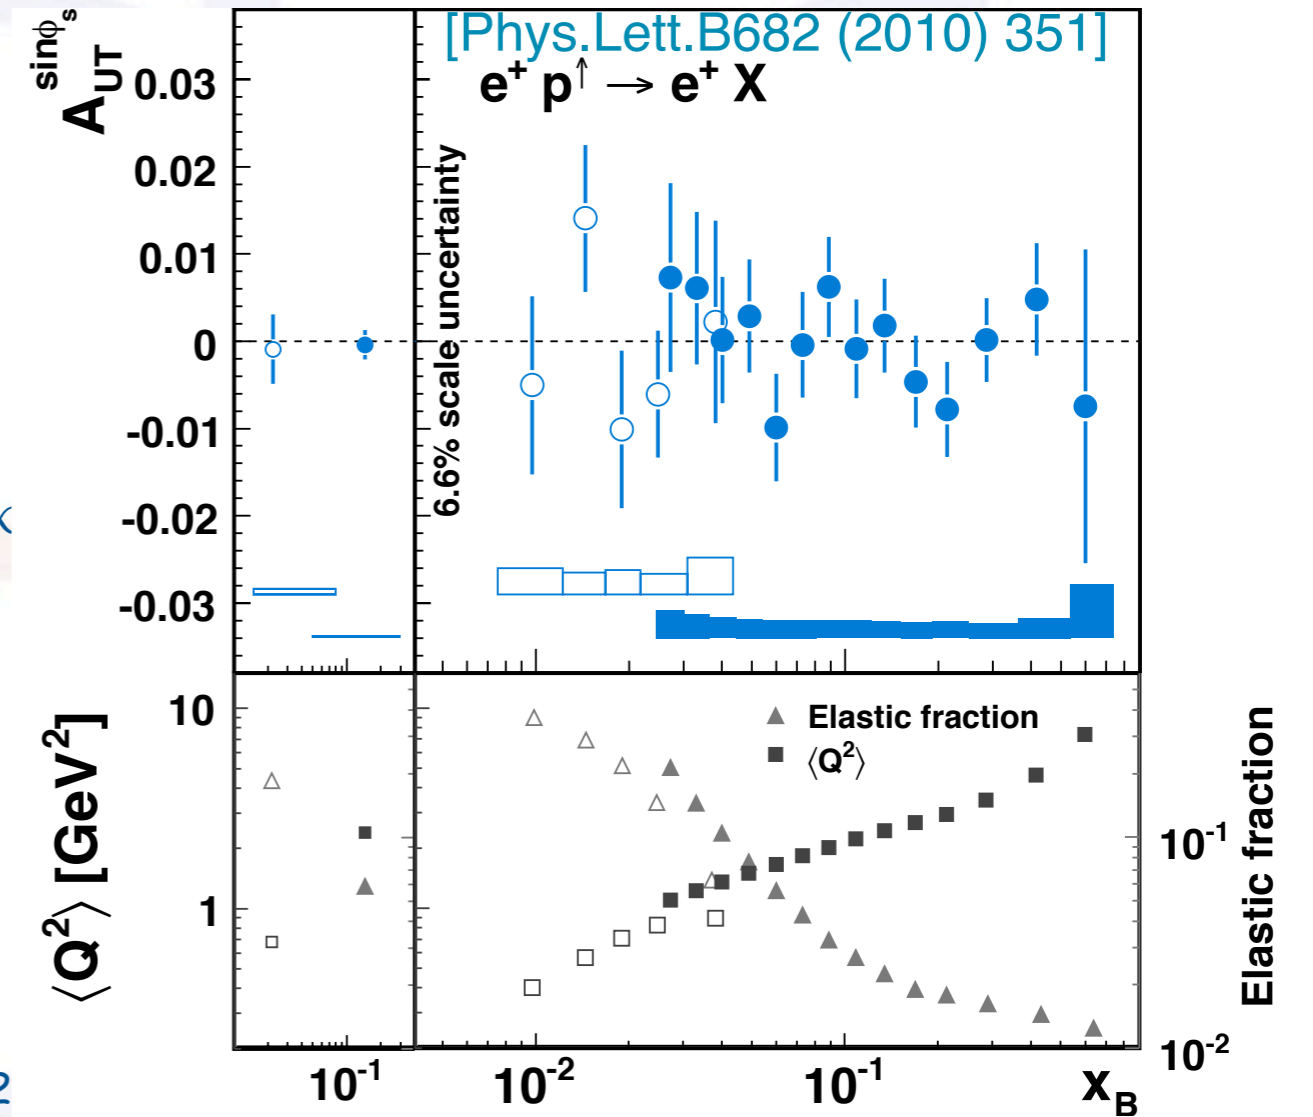 [Phys.Lett.B682 (2010) 351]
e⁺ p↑ → e⁺ X
A_UT^sinϕ_s
0.03
0.02
0.01
0
-0.01
-0.02
-0.03
6.6% scale uncertainty
Elastic fraction
⟨Q²⟩
⟨Q²⟩ [GeV²]
10
1
10⁻¹
10⁻²
Elastic fraction
10⁻¹
10⁻²
10⁻¹
x_B